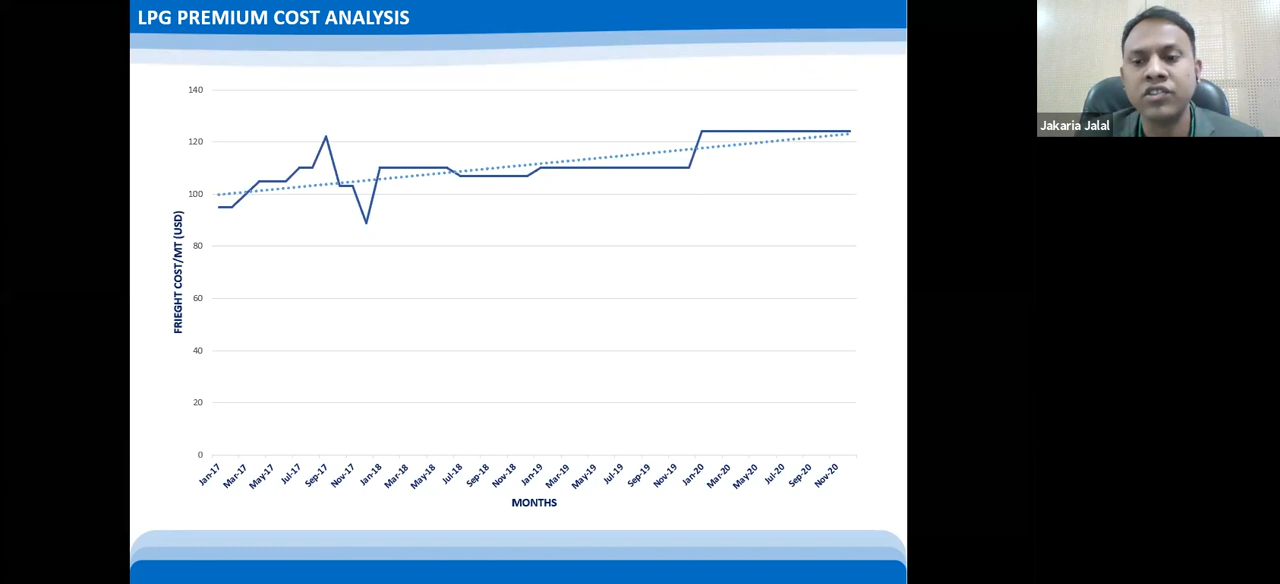 LPG PREMIUM COST ANALYSIS
Jakaria Jalal
140
120
100
80
60
40
20
0
FRIEGHT COST/MT (USD)
Jan-17 Mar-17 May-17 Jul-17 Sep-17 Nov-17 Jan-18 Mar-18 May-18 Jul-18 Sep-18 Nov-18 Jan-19 Mar-19 May-19 Jul-19 Sep-19 Nov-19 Jan-20 Mar-20 May-20 Jul-20 Sep-20 Nov-20
MONTHS